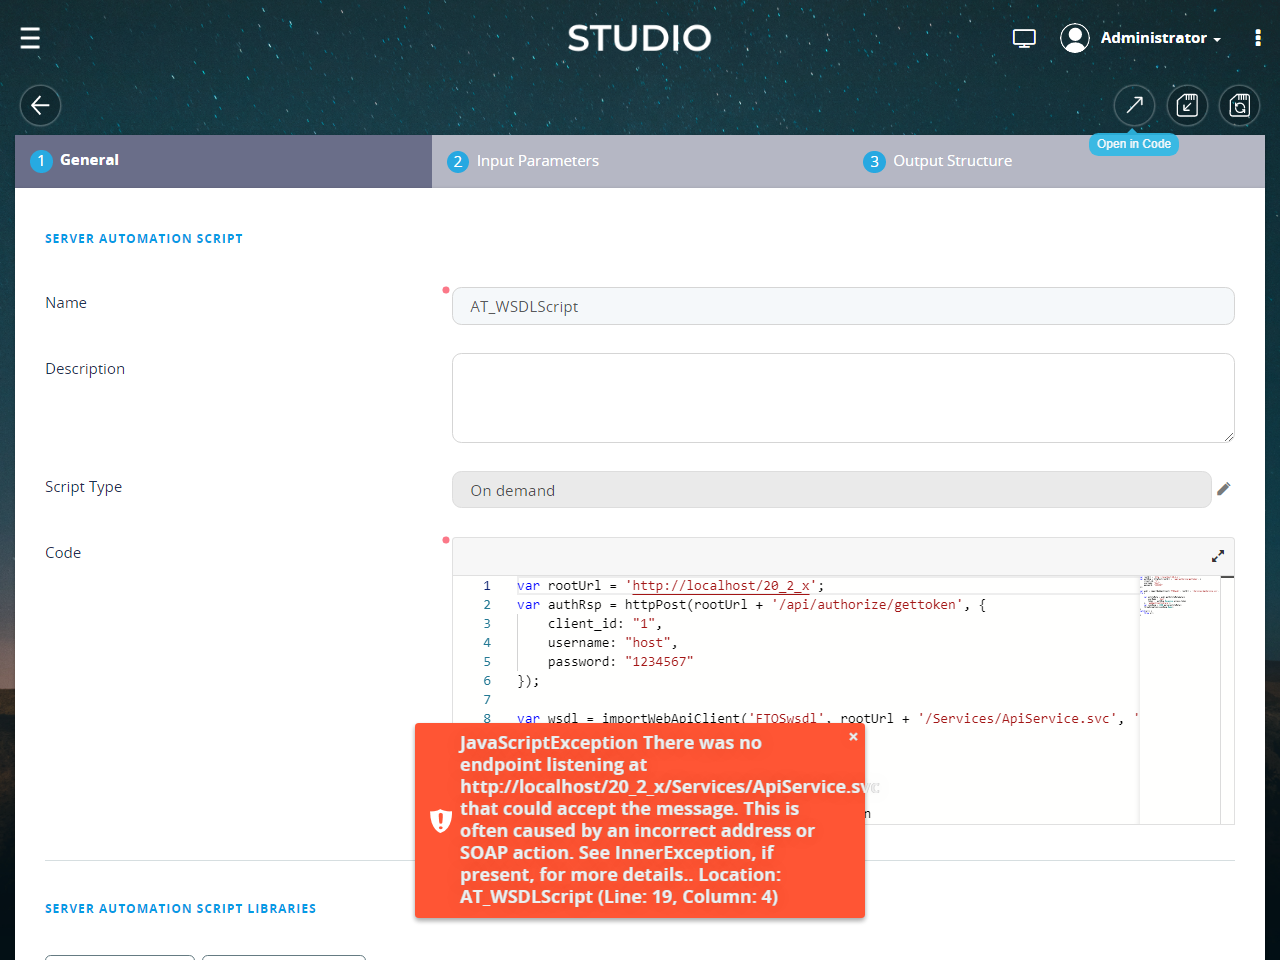 STUDIO
Administrator
Open in Code
1 General
2 Input Parameters
3 Output Structure
SERVER AUTOMATION SCRIPT
Name
AT_WSDLScript
Description
Script Type
On demand
Code
1 var rootUrl = 'http://localhost/20_2_x';
2 var authRsp = httpPost(rootUrl + '/api/authorize/gettoken', {
3 client_id: "1",
4 username: "host",
5 password: "1234567"
6 });
7
8 var wsdl = importWebApiClient('FTOSwsdl', rootUrl + '/Services/ApiService.svc', '
JavaScriptException There was no
endpoint listening at
http://localhost/20_2_x/Services/ApiService.svc
that could accept the message. This is
often caused by an incorrect address or
SOAP action. See InnerException, if
present, for more details.. Location:
AT_WSDLScript (Line: 19, Column: 4)
SERVER AUTOMATION SCRIPT LIBRARIES